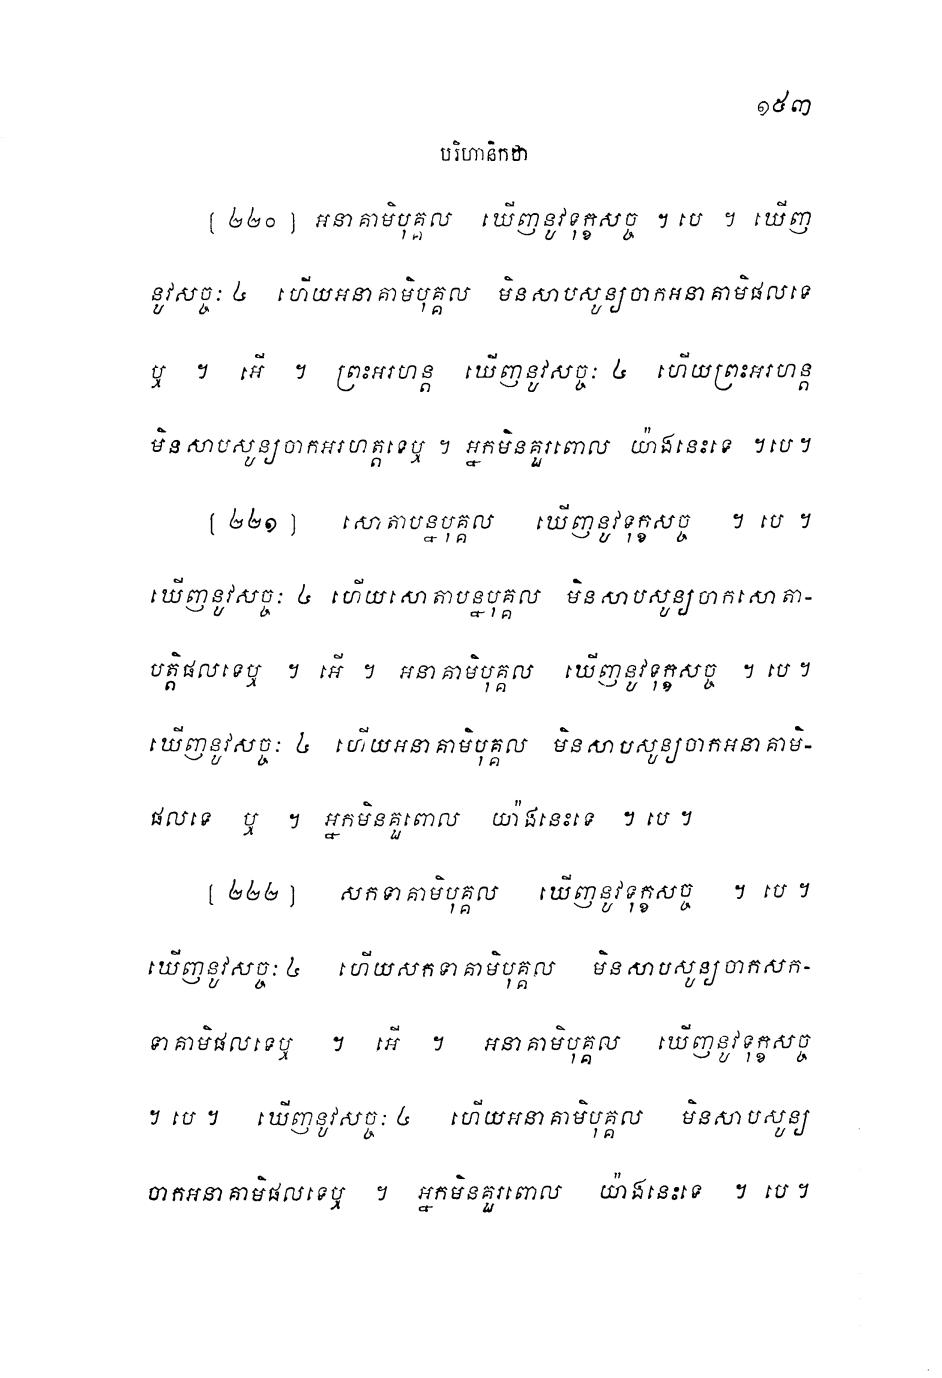 ១៥៣
បរិហានិកថា
[ ២២០ ] អនាគាមិបុគ្គល ឃើញនូវទុក្ខសច្ច ។ បេ ។ ឃើញ
នូវសច្ចៈ ៤ ហើយអនាគាមិបុគ្គល មិនសាបសូន្យចាកអនាគាមិផលទេ
ឬ ។ អើ ។ ព្រះអរហន្ត ឃើញនូវសច្ចៈ ៤ ហើយព្រះអរហន្ត
មិនសាបសូន្យចាកអរហត្តទេឬ ។ អ្នកមិនគួរពោល យ៉ាងនេះទេ ។បេ។
[ ២២១ ] សោតាបន្នបុគ្គល ឃើញនូវទុក្ខសច្ច ។ បេ ។
ឃើញនូវសច្ចៈ ៤ ហើយសោតាបន្នបុគ្គល មិនសាបសូន្យចាកសោតា-
បត្តិផលទេឬ ។ អើ ។ អនាគាមិបុគ្គល ឃើញនូវទុក្ខសច្ច ។ បេ ។
ឃើញនូវសច្ចៈ ៤ ហើយអនាគាមិបុគ្គល មិនសាបសូន្យចាកអនាគាមិ-
ផលទេ ឬ ។ អ្នកមិនគួពោល យ៉ាងនេះទេ ។ បេ ។
[ ២២២ ] សកទាគាមិបុគ្គល ឃើញនូវទុក្ខសច្ច ។ បេ ។
ឃើញនូវសច្ចៈ ៤ ហើយសកទាគាមិបុគ្គល មិនសាបសូន្យចាកសក-
ទាគាមិផលទេឬ ។ អើ ។ អនាគាមិបុគ្គល ឃើញនូវទុក្ខសច្ច
។ បេ ។ ឃើញនូវសច្ចៈ ៤ ហើយអនាគាមិបុគ្គល មិនសាបសូន្យ
ចាកអនាគាមិផលទេឬ ។ អ្នកមិនគួរពោល យ៉ាងនេះទេ ។ បេ ។